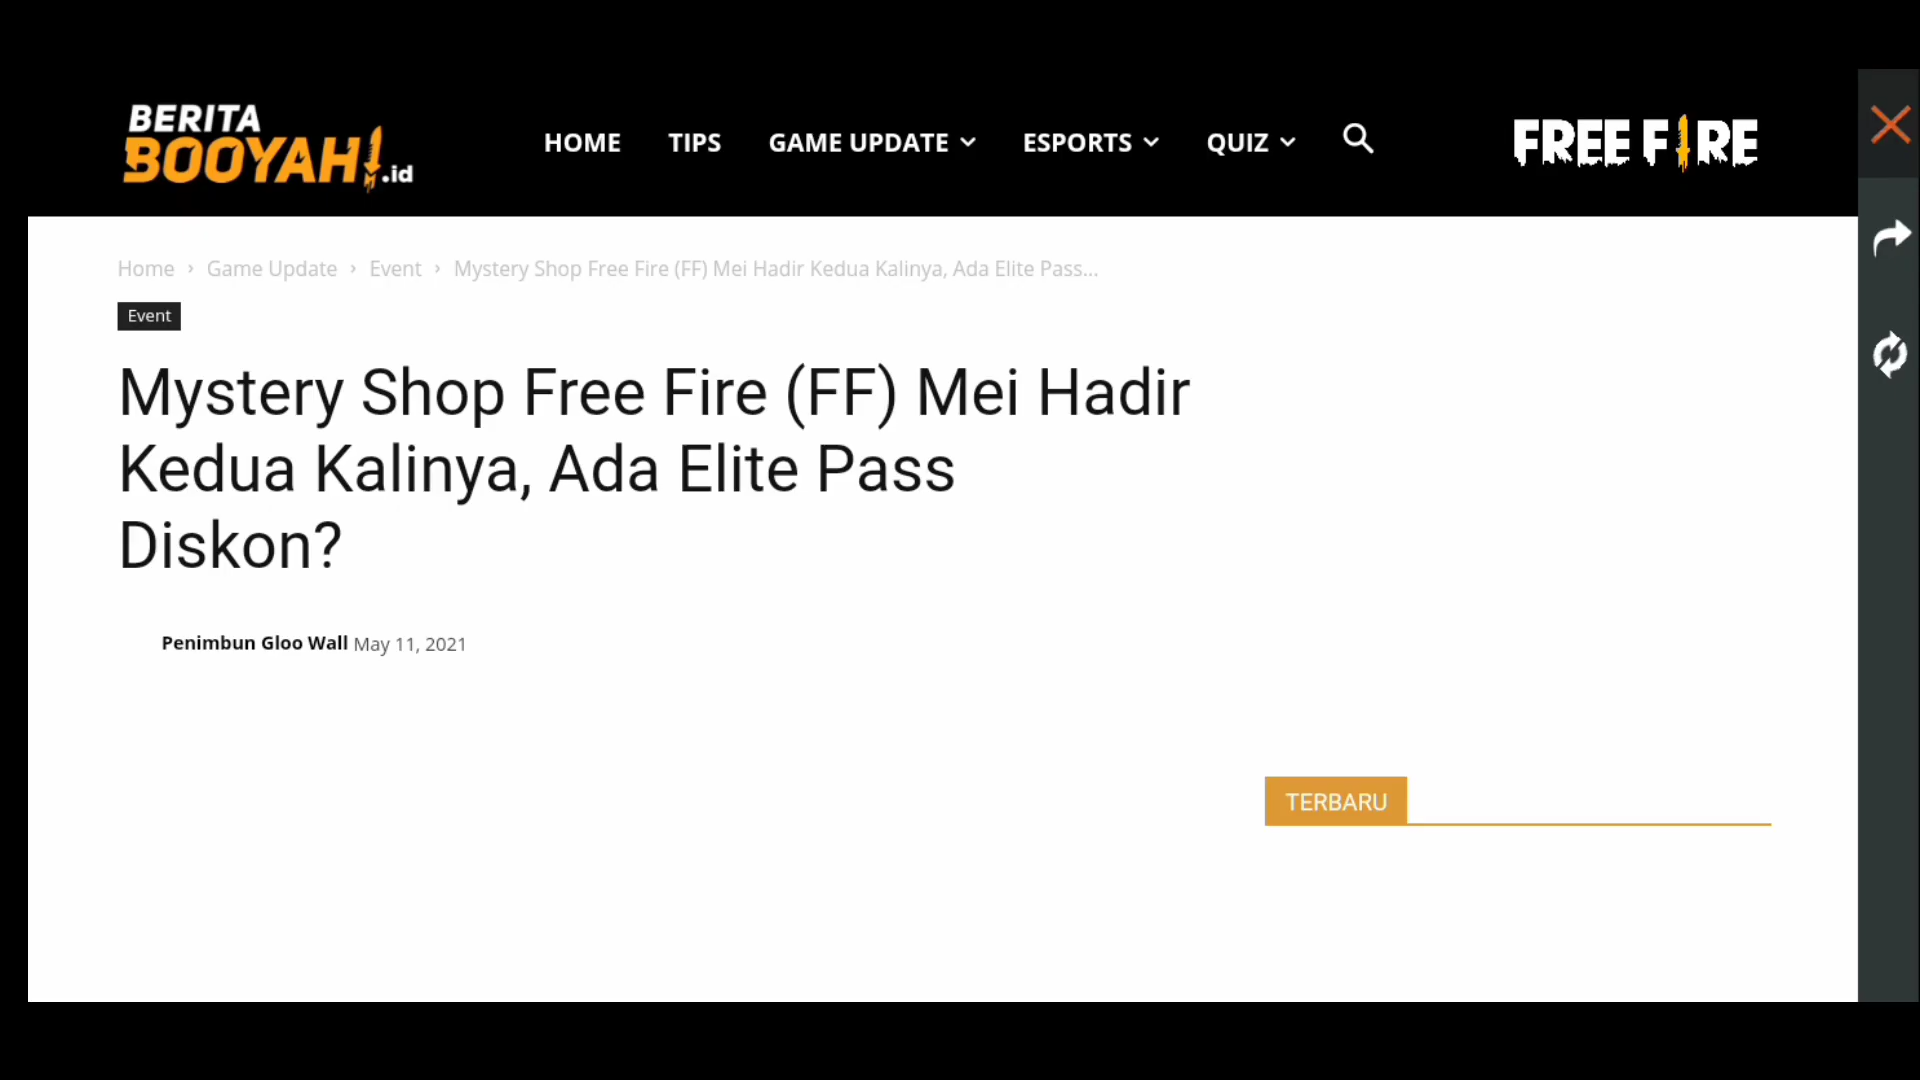 BERITA
BOOYAH!.id
HOME TIPS GAME UPDATE ESPORTS QUIZ
FREE FIRE
Home › Game Update › Event › Mystery Shop Free Fire (FF) Mei Hadir Kedua Kalinya, Ada Elite Pass...
Event
Mystery Shop Free Fire (FF) Mei Hadir
Kedua Kalinya, Ada Elite Pass
Diskon?
Penimbun Gloo Wall May 11, 2021
TERBARU